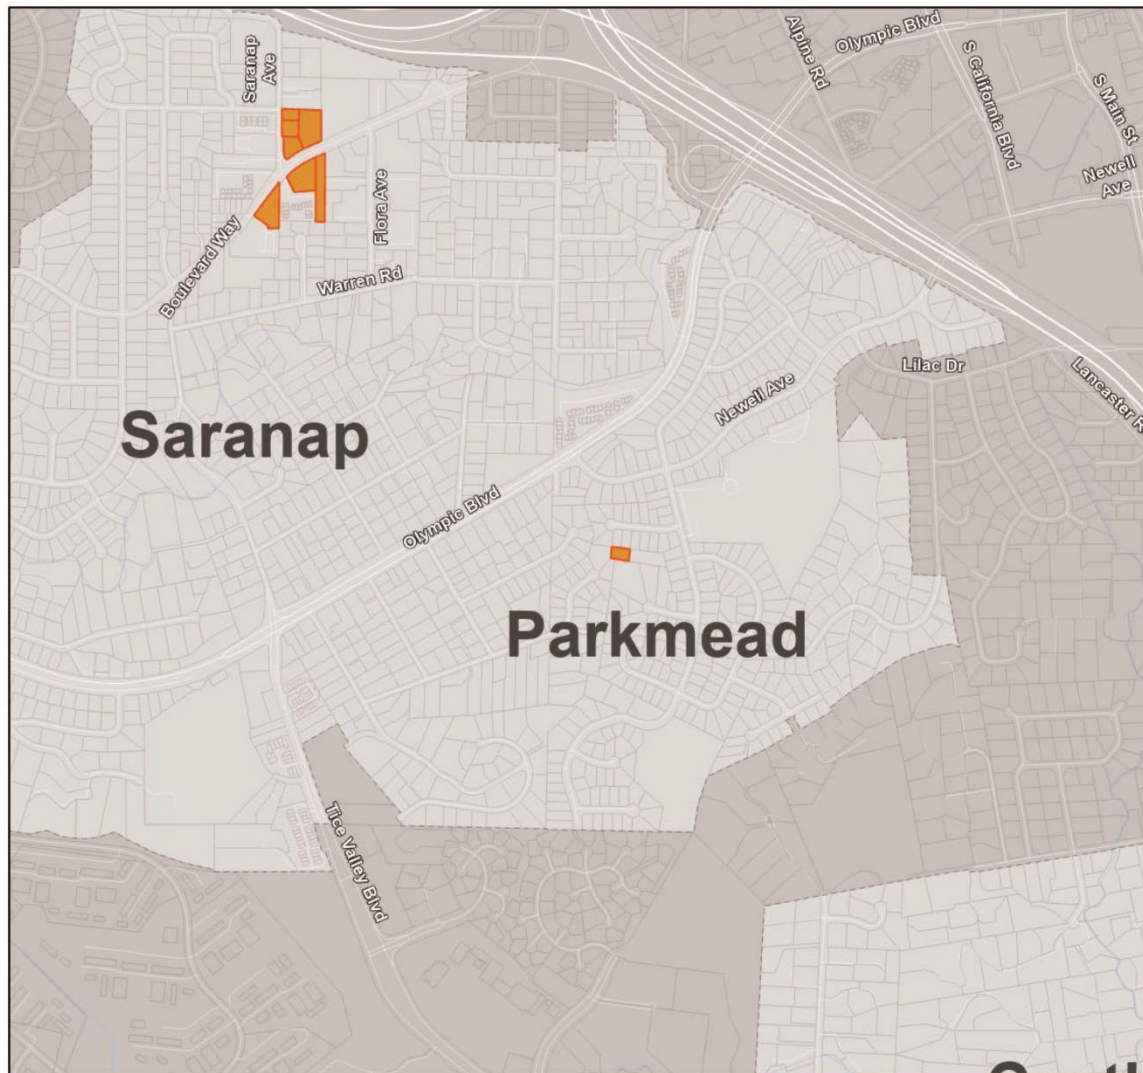 Saranap
Ave
Alpine Rd
Olympic Blvd
S California Blvd
S Main St
Newell
Ave
Flora Ave
Boulevard Way
Warren Rd
Lilac Dr
Newell Ave
Saranap
Olympic Blvd
Parkmead
Tice Valley Blvd